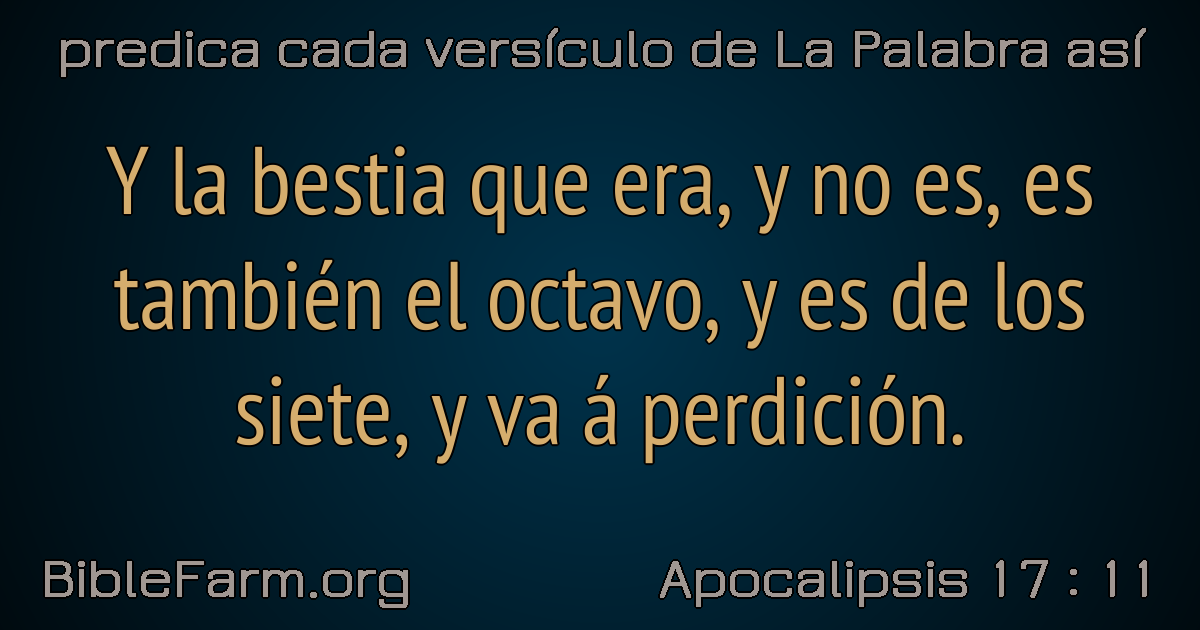 predica cada versículo de La Palabra así
Y la bestia que era, y no es, es
también el octavo, y es de los
siete, y va á perdición.
BibleFarm.org
Apocalipsis 17 : 11